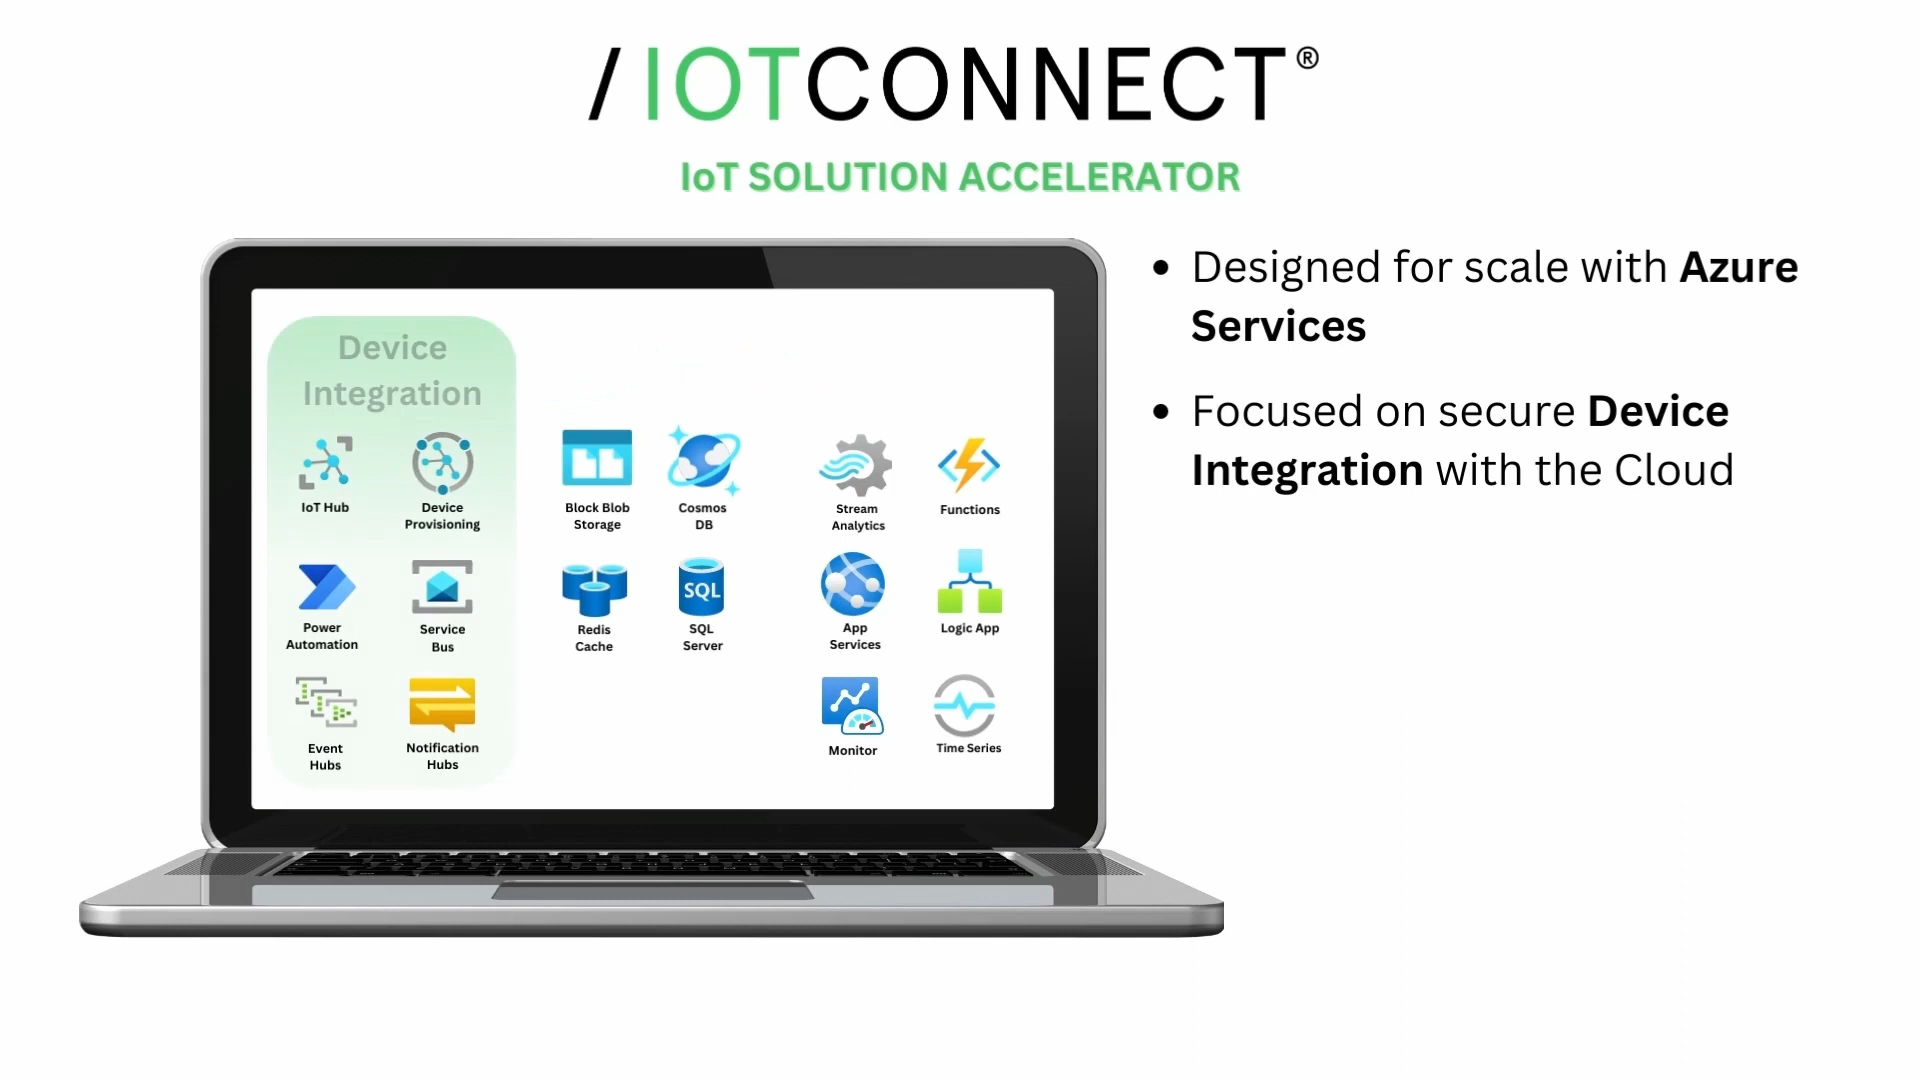 /IOTCONNECT®
IoT SOLUTION ACCELERATOR
Device
Integration
IoT Hub
Device
Provisioning
Power
Automation
Service
Bus
Event
Hubs
Notification
Hubs
Block Blob
Storage
Cosmos
DB
Redis
Cache
SQL
SQL
Server
Stream
Analytics
Functions
App
Services
Logic App
Monitor
Time Series
• Designed for scale with Azure
Services
• Focused on secure Device
Integration with the Cloud